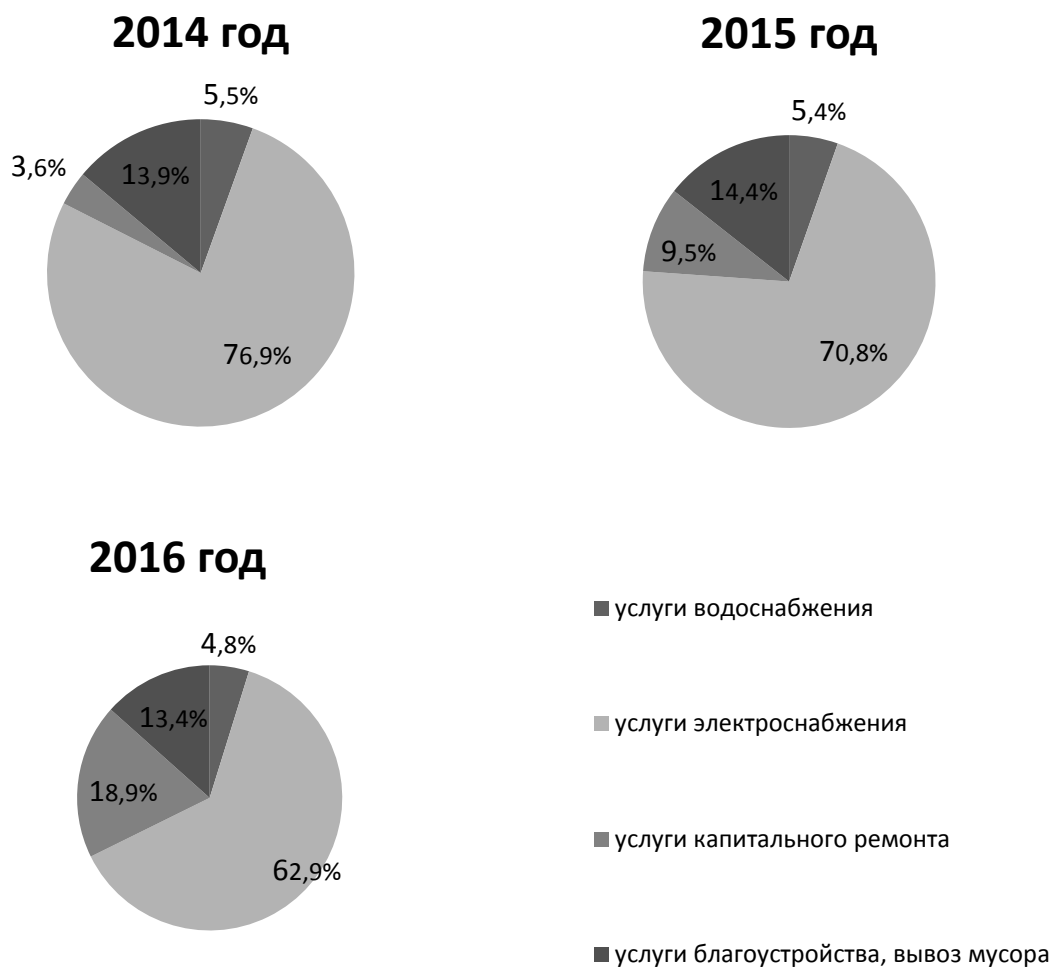 2014 год
5,5%
3,6%
13,9%
76,9%
2015 год
5,4%
14,4%
9,5%
70,8%
2016 год
4,8%
13,4%
18,9%
62,9%
услуги водоснабжения
услуги электроснабжения
услуги капитального ремонта
услуги благоустройства, вывоз мусора